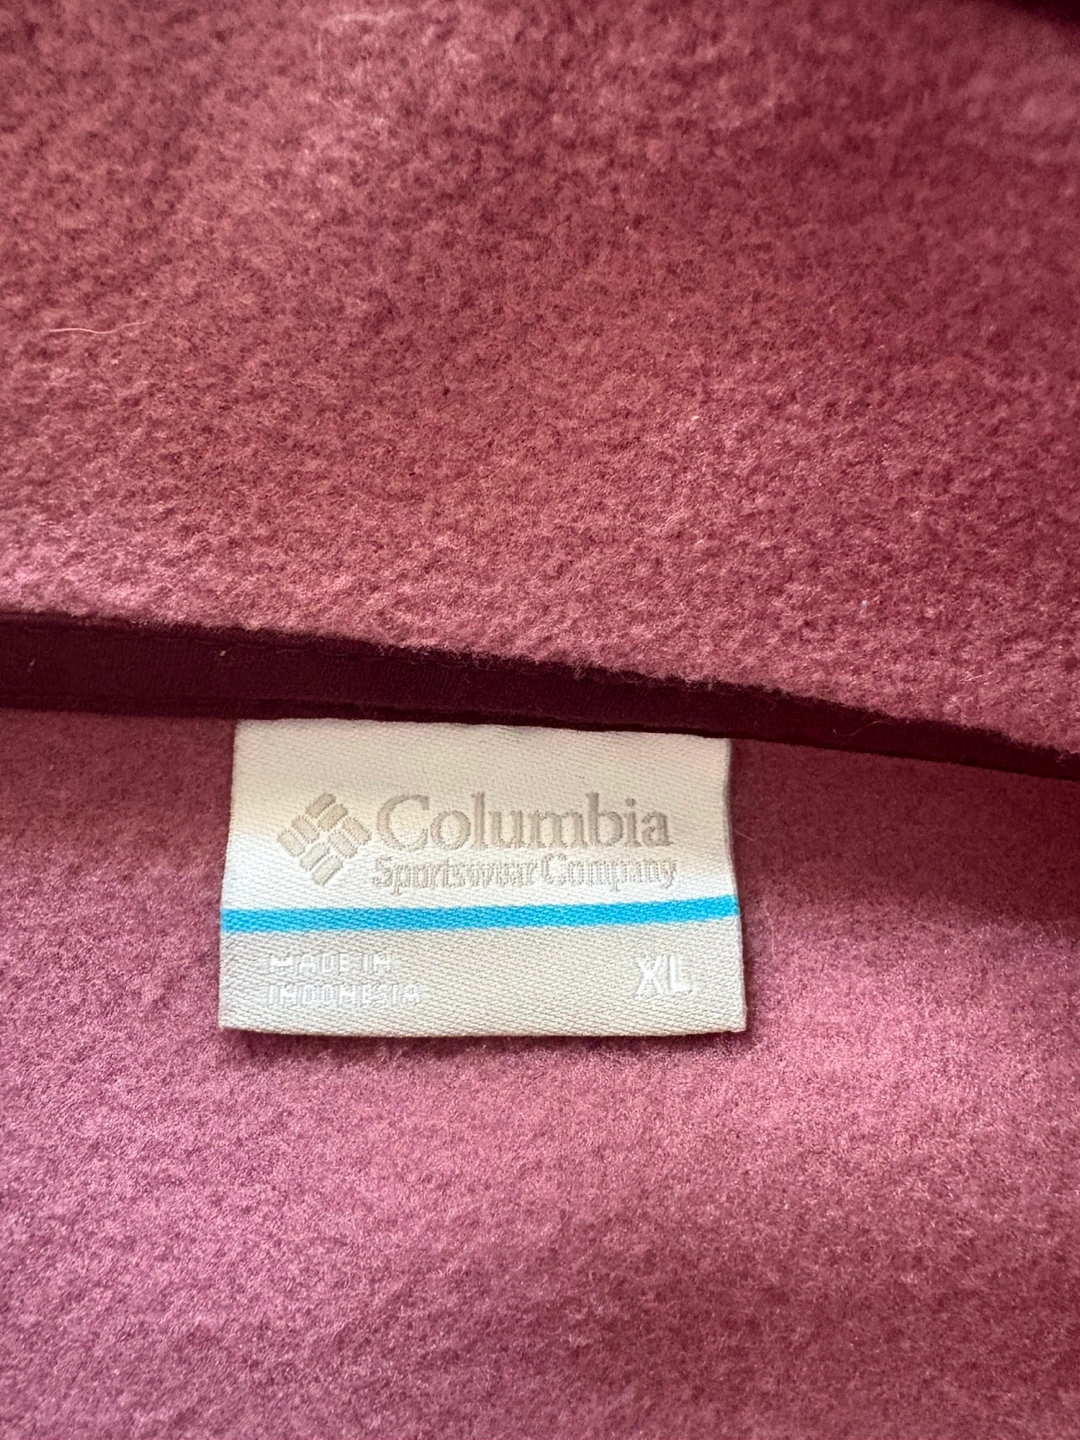 Columbia
Sportswear Company
MADE IN
INDONESIA
XL